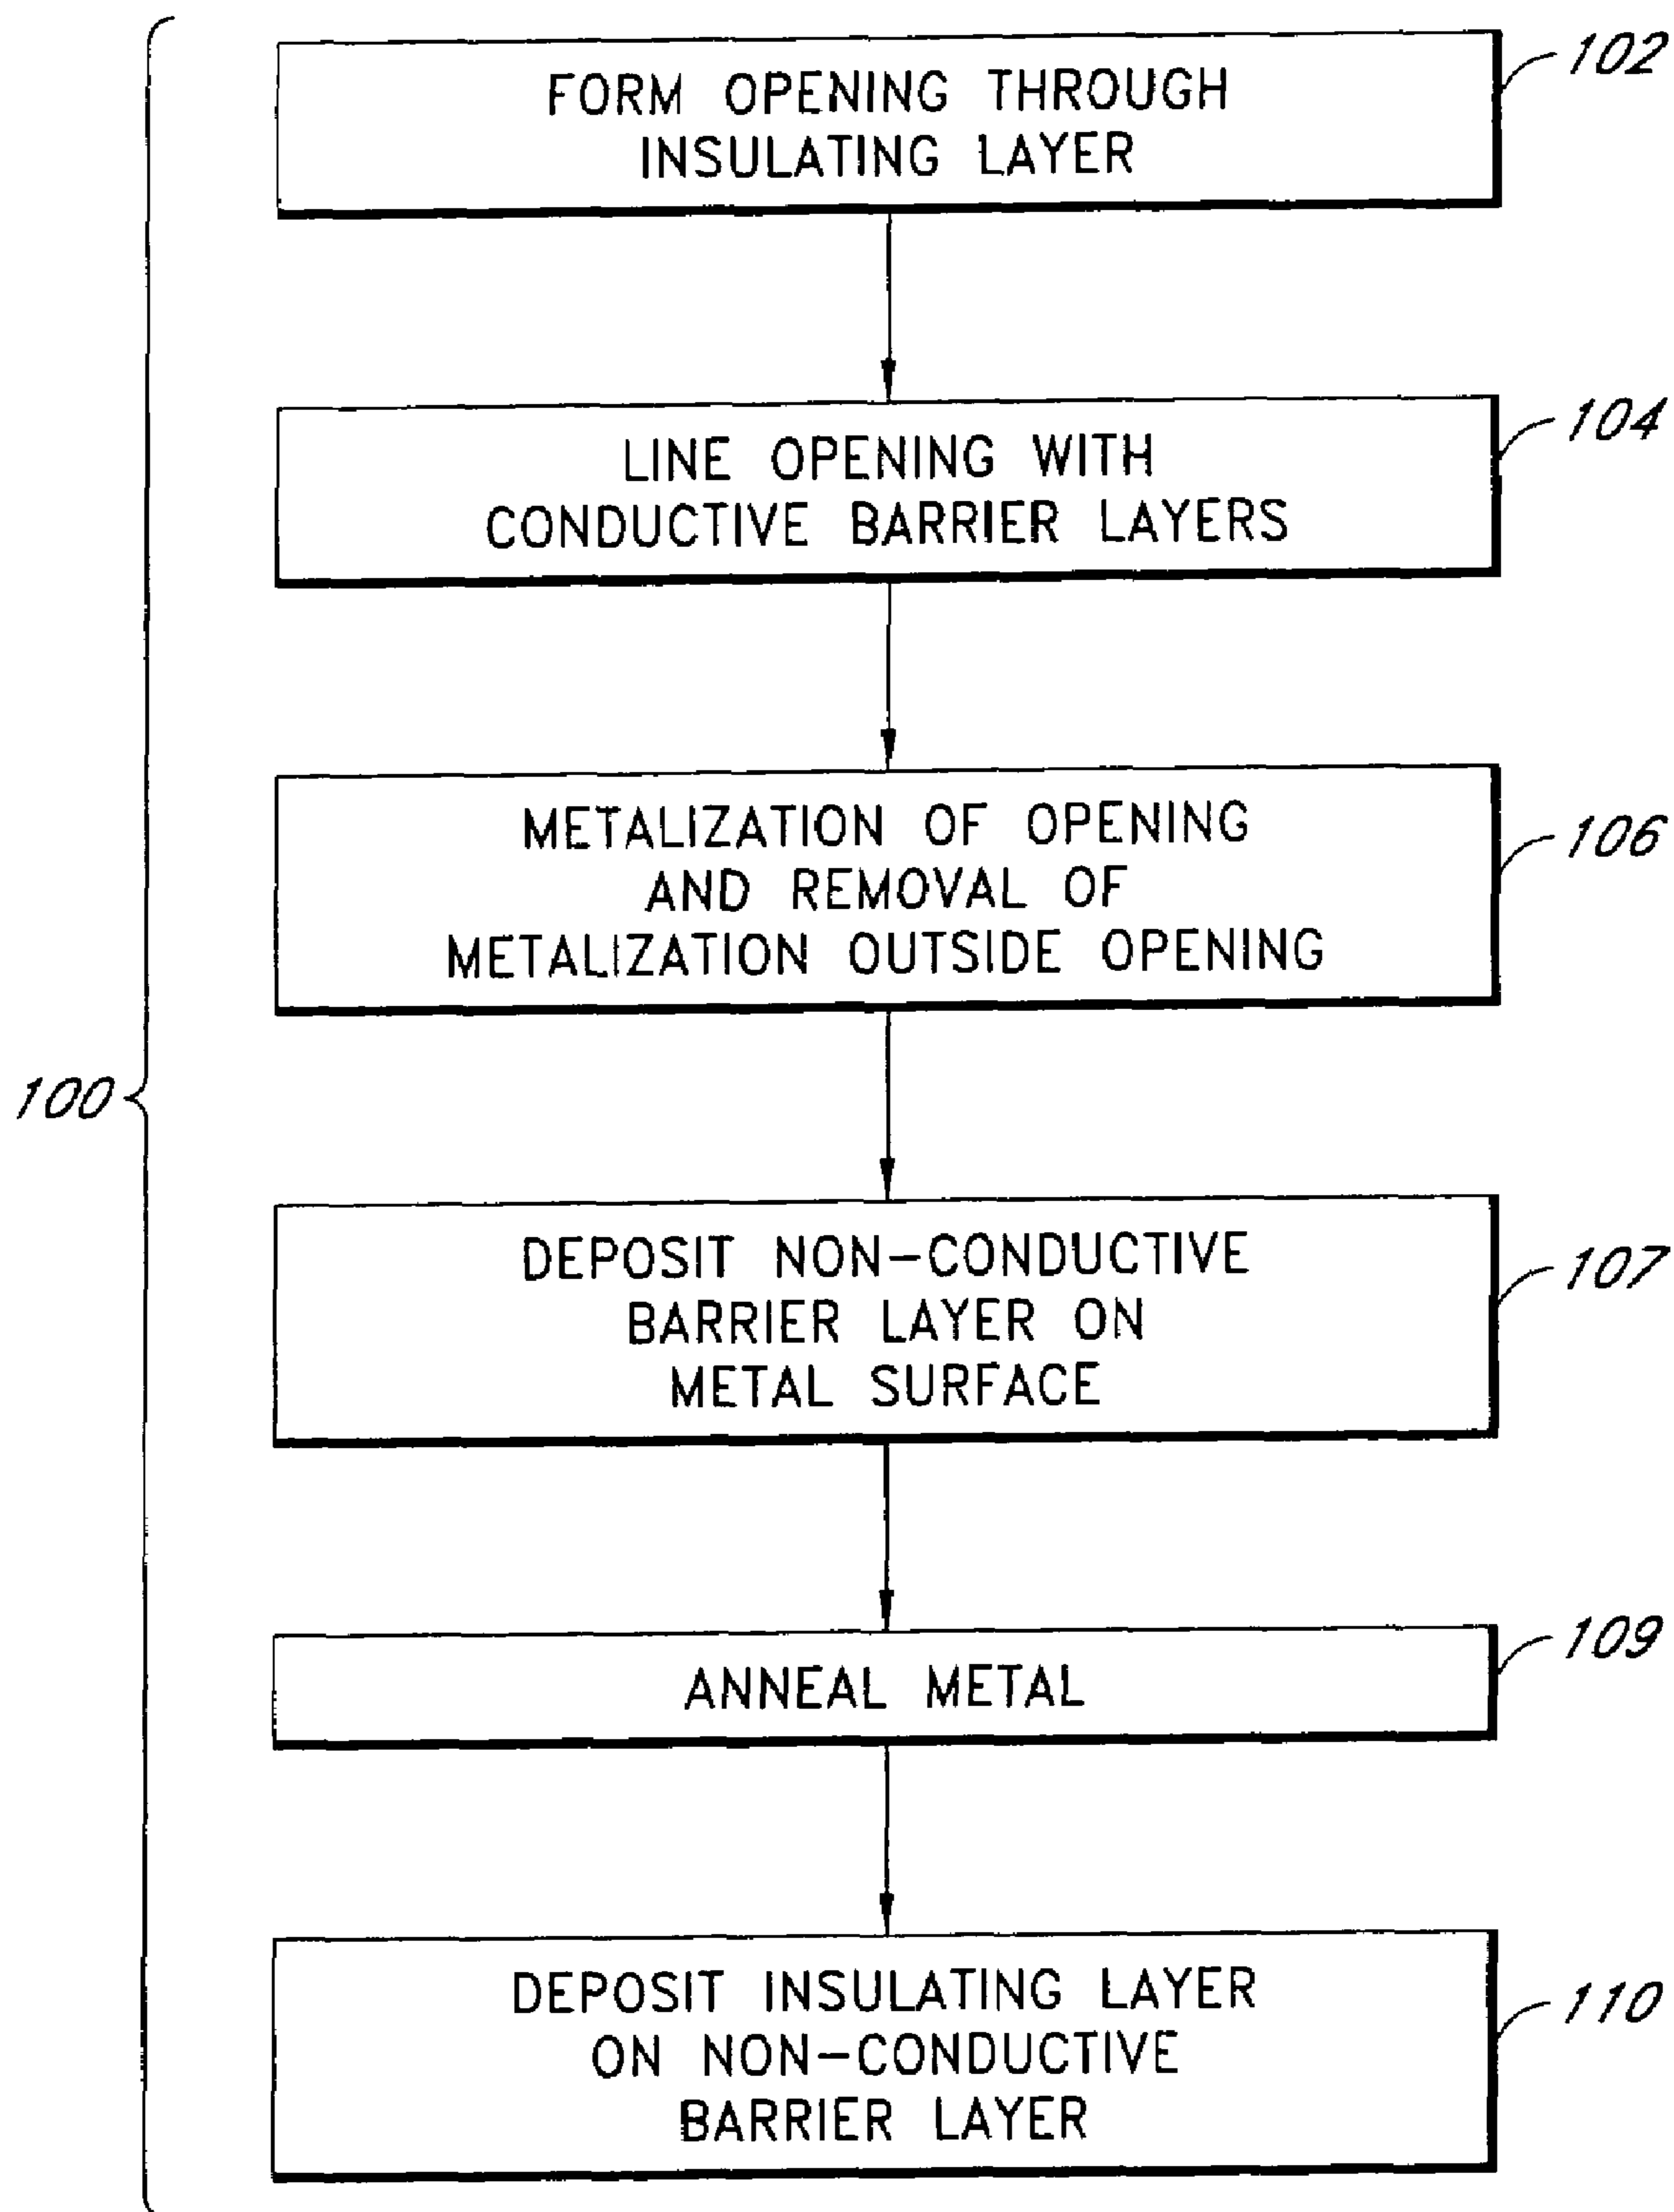 FORM OPENING THROUGH
INSULATING LAYER
102
LINE OPENING WITH
CONDUCTIVE BARRIER LAYERS
104
METALIZATION OF OPENING
AND REMOVAL OF
METALIZATION OUTSIDE OPENING
106
100
DEPOSIT NON-CONDUCTIVE
BARRIER LAYER ON
METAL SURFACE
107
ANNEAL METAL
109
DEPOSIT INSULATING LAYER
ON NON-CONDUCTIVE
BARRIER LAYER
110